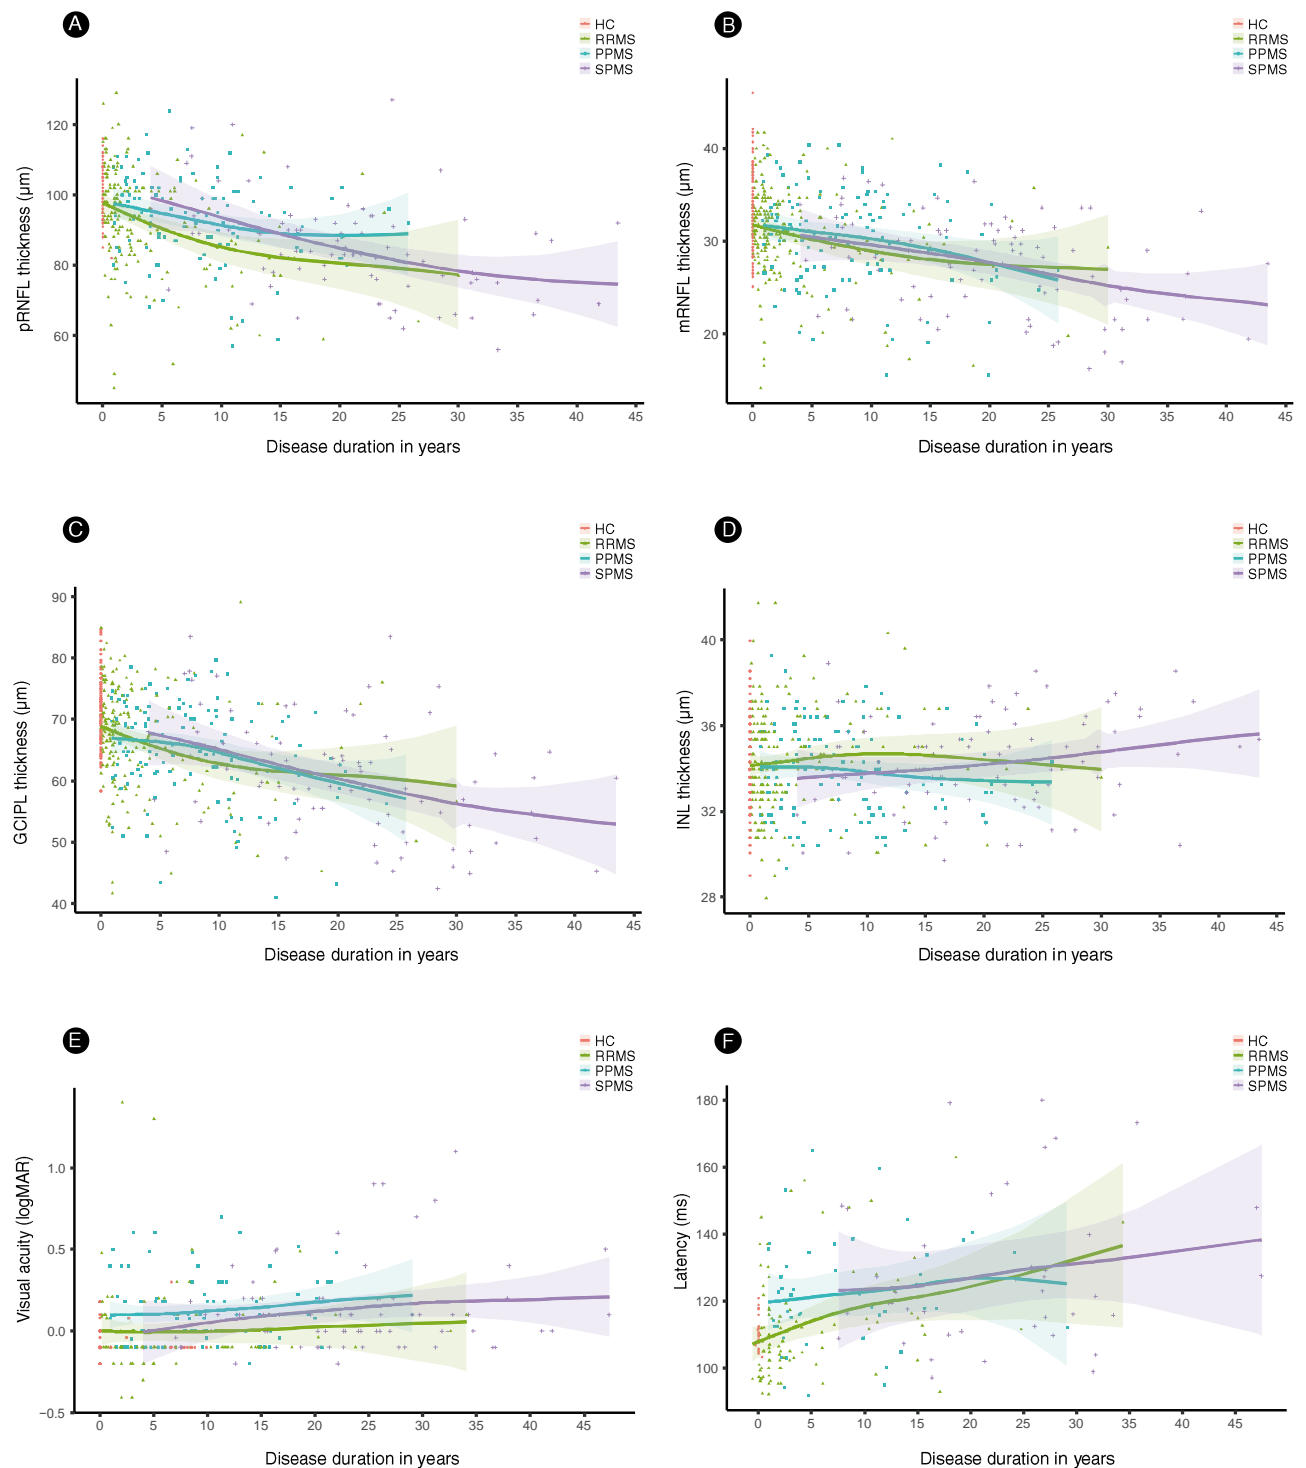 A
HC
RRMS
PPMS
SPMS
120
100
80
60
pRNFL thickness (μm)
0 5 10 15 20 25 30 35 40 45
Disease duration in years
B
HC
RRMS
PPMS
SPMS
40
30
20
mRNFL thickness (μm)
0 5 10 15 20 25 30 35 40 45
Disease duration in years
C
HC
RRMS
PPMS
SPMS
90
80
70
60
50
40
GCIPL thickness (μm)
0 5 10 15 20 25 30 35 40 45
Disease duration in years
D
HC
RRMS
PPMS
SPMS
40
36
32
28
INL thickness (μm)
0 5 10 15 20 25 30 35 40 45
Disease duration in years
E
HC
RRMS
PPMS
SPMS
1.0
0.5
0.0
−0.5
Visual acuity (logMAR)
0 5 10 15 20 25 30 35 40 45
Disease duration in years
F
HC
RRMS
PPMS
SPMS
180
160
140
120
100
Latency (ms)
0 5 10 15 20 25 30 35 40 45
Disease duration in years